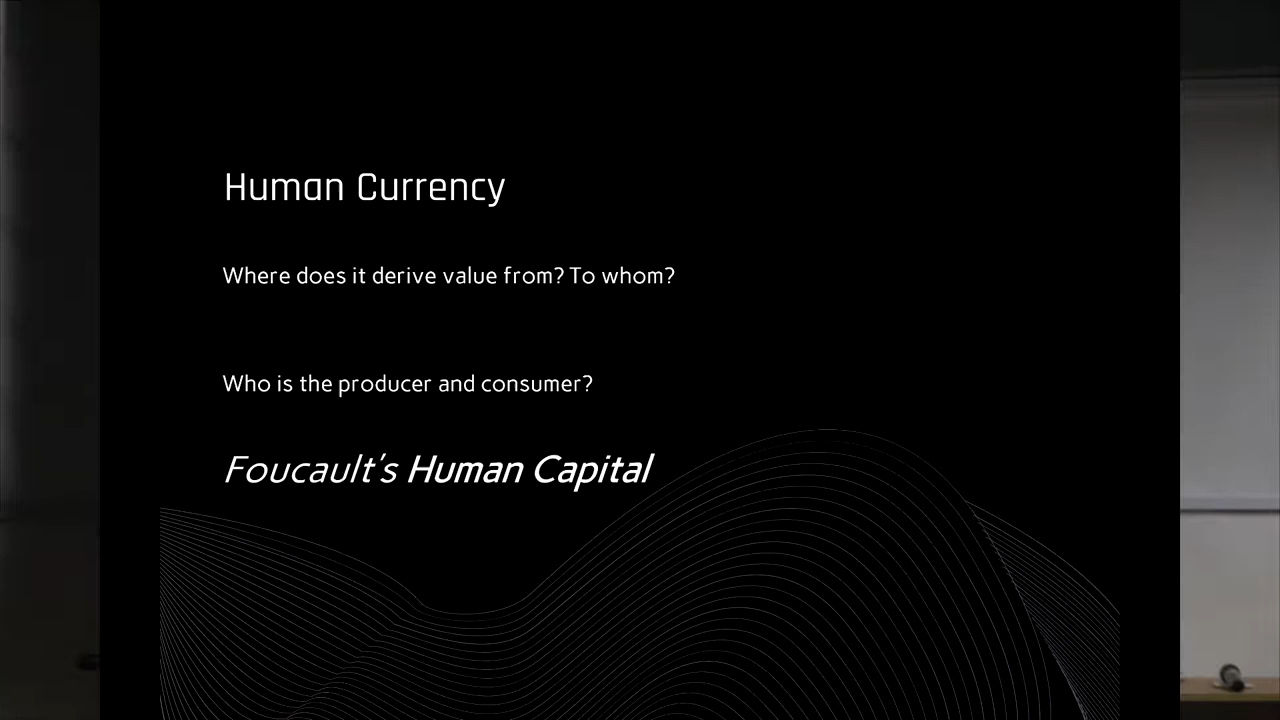 Human Currency
Where does it derive value from? To whom?
Who is the producer and consumer?
Foucault's Human Capital